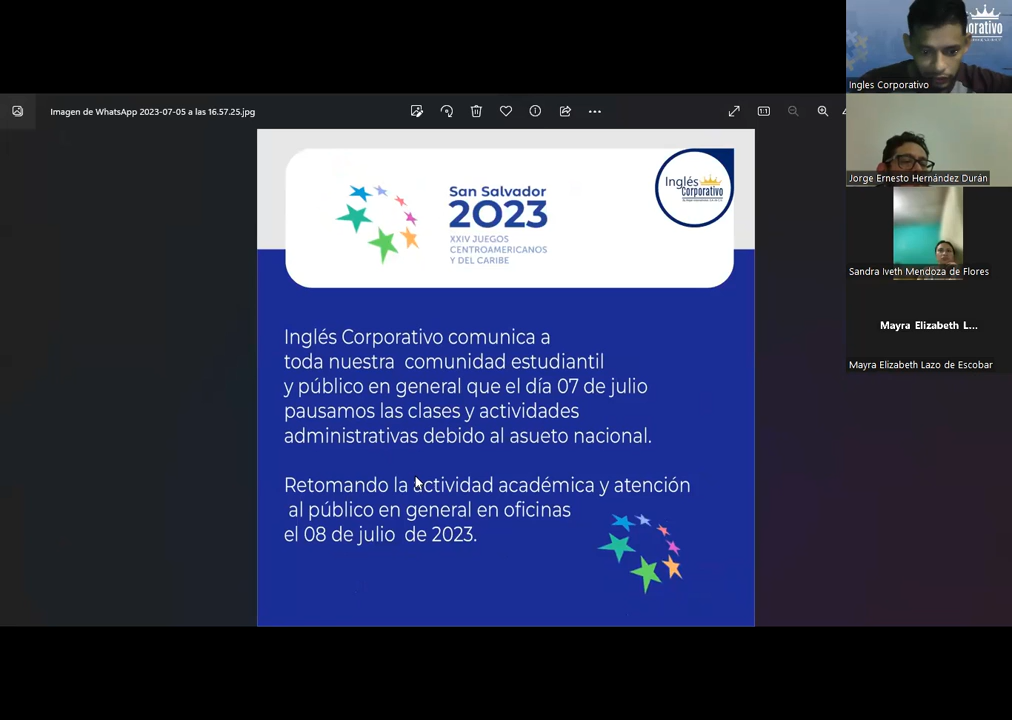 Imagen de WhatsApp 2023-07-05 a las 16.57.25.jpg
1:1
San Salvador
2023
XXIV JUEGOS
CENTROAMERICANOS
Y DEL CARIBE
Inglés
Corporativo
Inglés Corporativo comunica a
toda nuestra comunidad estudiantil
y público en general que el día 07 de julio
pausamos las clases y actividades
administrativas debido al asueto nacional.
Retomando la actividad académica y atención
al público en general en oficinas
el 08 de julio de 2023.
Ingles Corporativo
Jorge Ernesto Hernández Durán
Sandra Iveth Mendoza de Flores
Mayra Elizabeth L...
Mayra Elizabeth Lazo de Escobar